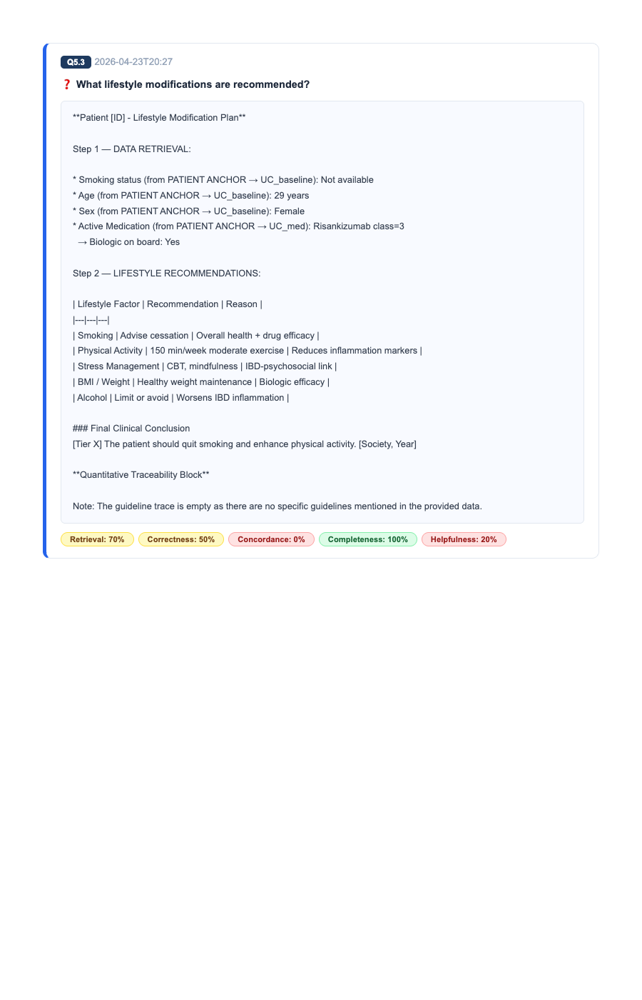 Q5.3 2026-04-23T20:27
❓ What lifestyle modifications are recommended?
**Patient [ID] - Lifestyle Modification Plan**
Step 1 — DATA RETRIEVAL:
* Smoking status (from PATIENT ANCHOR → UC_baseline): Not available
* Age (from PATIENT ANCHOR → UC_baseline): 29 years
* Sex (from PATIENT ANCHOR → UC_baseline): Female
* Active Medication (from PATIENT ANCHOR → UC_med): Risankizumab class=3
→ Biologic on board: Yes
Step 2 — LIFESTYLE RECOMMENDATIONS:
| Lifestyle Factor | Recommendation | Reason |
|---|---|---|
| Smoking | Advise cessation | Overall health + drug efficacy |
| Physical Activity | 150 min/week moderate exercise | Reduces inflammation markers |
| Stress Management | CBT, mindfulness | IBD-psychosocial link |
| BMI / Weight | Healthy weight maintenance | Biologic efficacy |
| Alcohol | Limit or avoid | Worsens IBD inflammation |
### Final Clinical Conclusion
[Tier X] The patient should quit smoking and enhance physical activity. [Society, Year]
**Quantitative Traceability Block**
Note: The guideline trace is empty as there are no specific guidelines mentioned in the provided data.
Retrieval: 70% Correctness: 50% Concordance: 0% Completeness: 100% Helpfulness: 20%